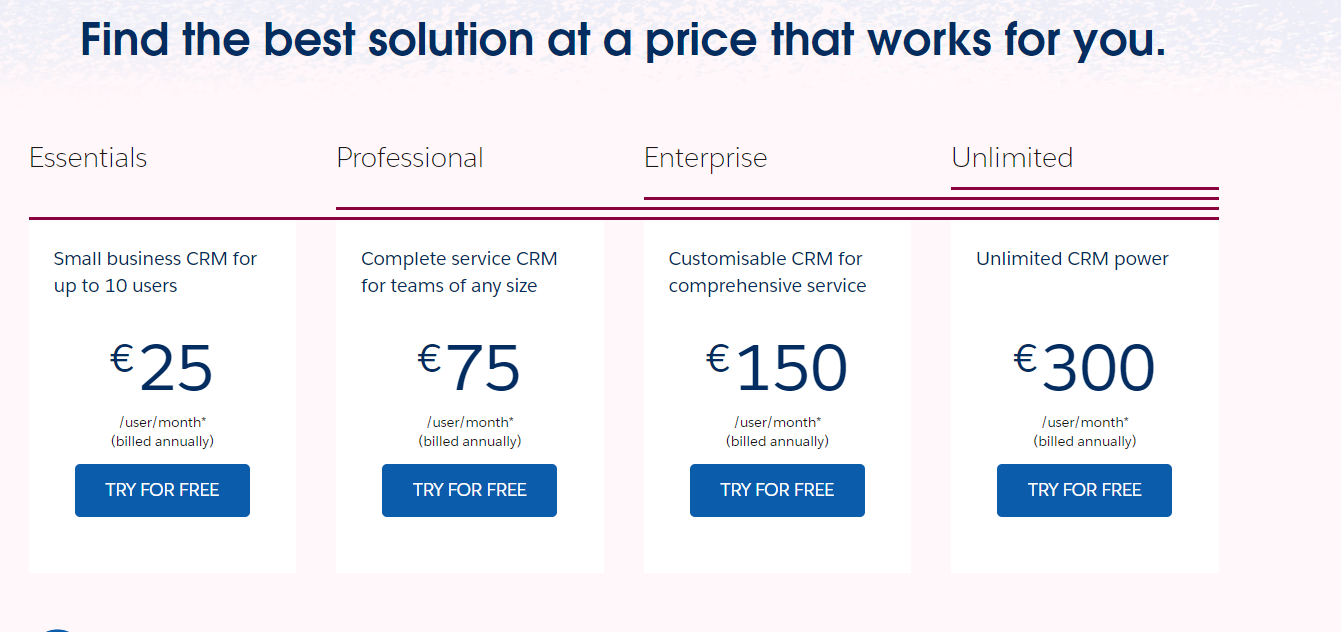 Find the best solution at a price that works for you.
Essentials
Professional
Enterprise
Unlimited
Small business CRM for
up to 10 users
€25
/user/month*
(billed annually)
TRY FOR FREE
Complete service CRM
for teams of any size
€75
/user/month*
(billed annually)
TRY FOR FREE
Customisable CRM for
comprehensive service
€150
/user/month*
(billed annually)
TRY FOR FREE
Unlimited CRM power
€300
/user/month*
(billed annually)
TRY FOR FREE